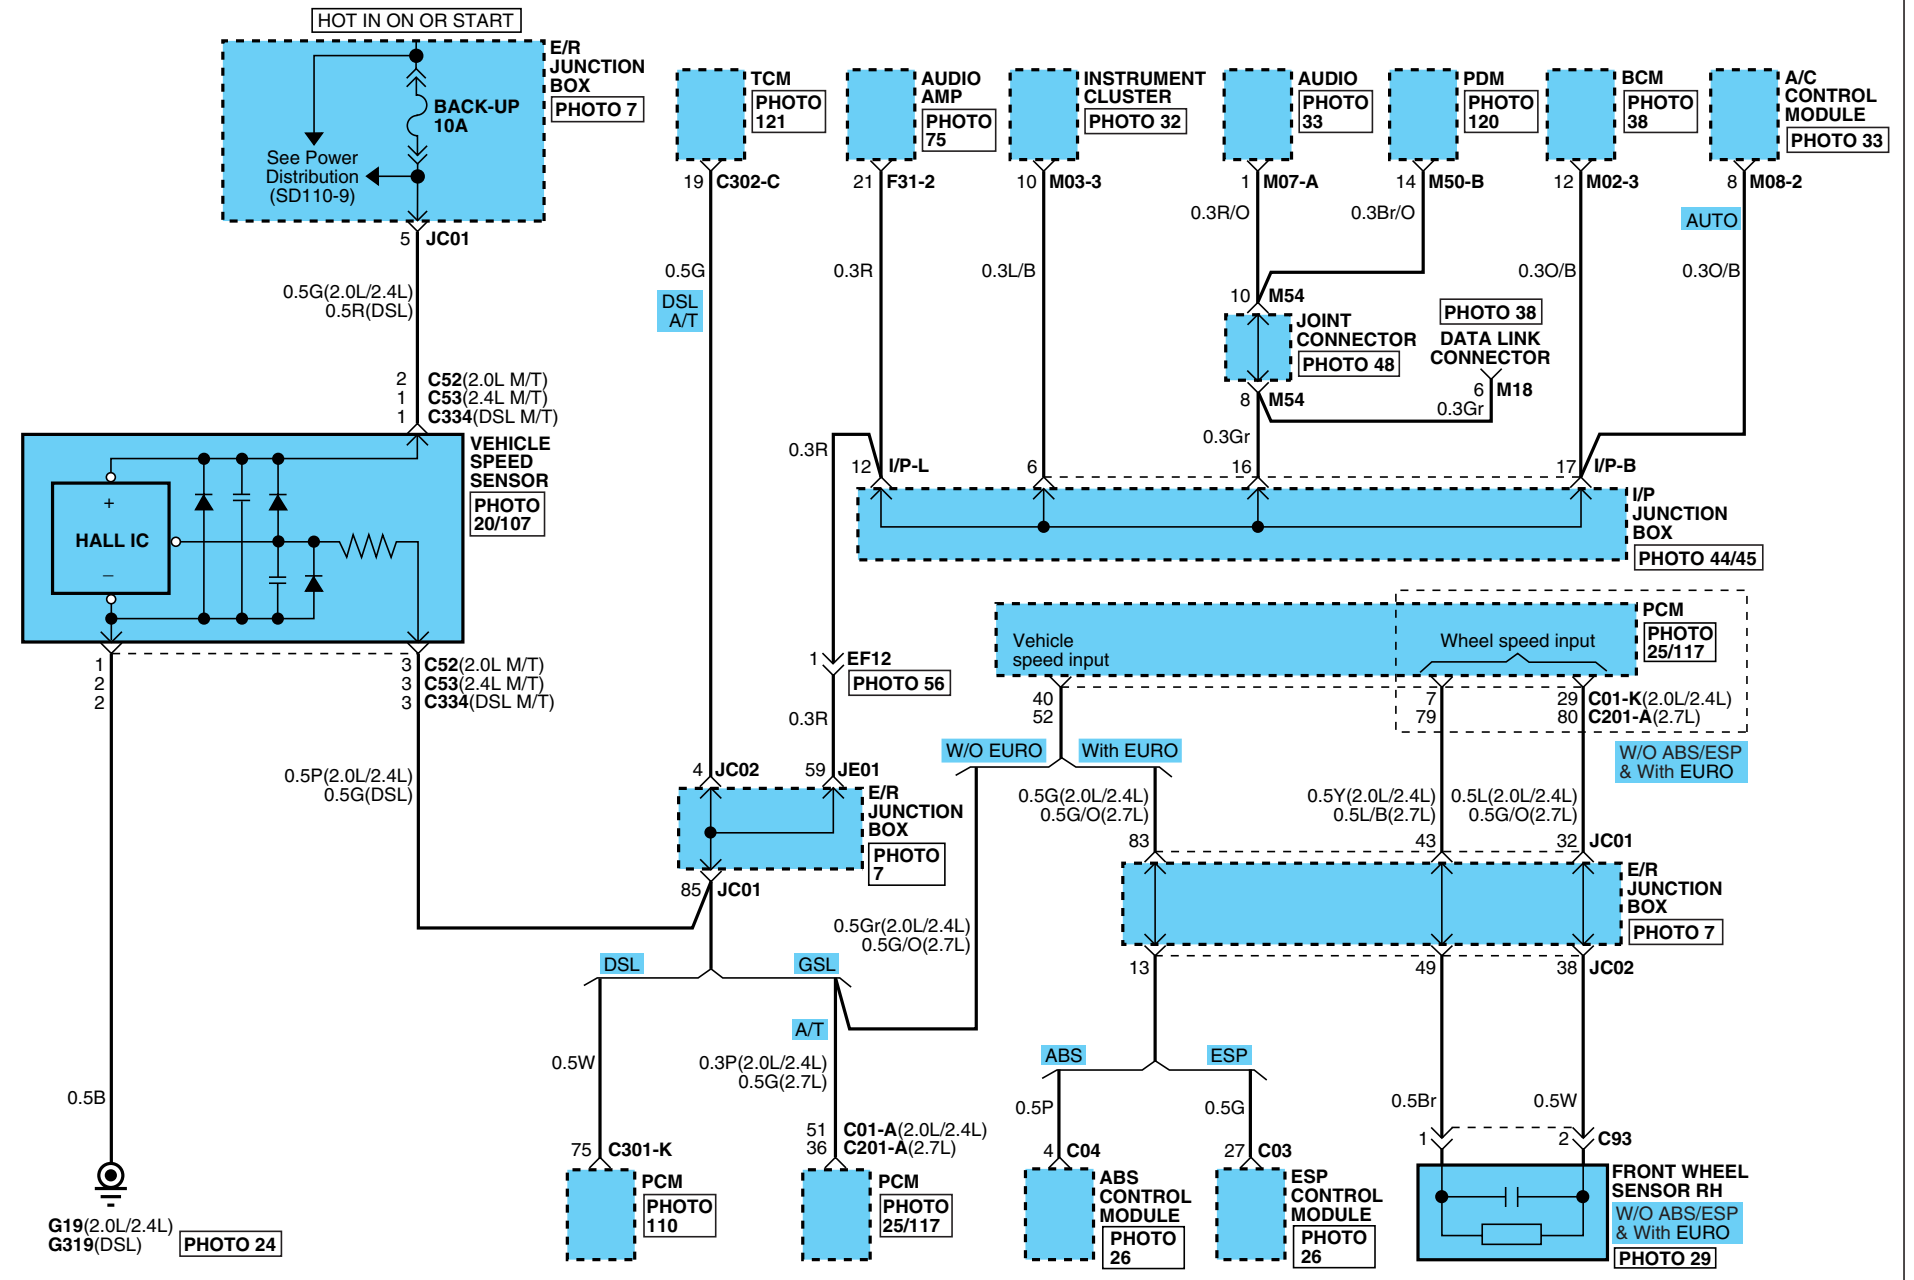 HOT IN ON OR START
E/R
JUNCTION
BOX
PHOTO 7
BACK-UP
10A
See Power
Distribution
(SD110-9)
5 JC01
0.5G(2.0L/2.4L)
0.5R(DSL)
2 C52(2.0L M/T)
1 C53(2.4L M/T)
1 C334(DSL M/T)
VEHICLE
SPEED
SENSOR
PHOTO
20/107
+
HALL IC
–
1 3 C52(2.0L M/T)
2 3 C53(2.4L M/T)
2 3 C334(DSL M/T)
0.5P(2.0L/2.4L)
0.5G(DSL)
0.5B
G19(2.0L/2.4L)
G319(DSL)
PHOTO 24
TCM
PHOTO
121
19 C302-C
0.5G
DSL
A/T
AUDIO
AMP
PHOTO
75
21 F31-2
0.3R
INSTRUMENT
CLUSTER
PHOTO 32
10 M03-3
0.3L/B
AUDIO
PHOTO
33
1 M07-A
0.3R/O
PDM
PHOTO
120
14 M50-B
0.3Br/O
BCM
PHOTO
38
12 M02-3
0.3O/B
A/C
CONTROL
MODULE
PHOTO 33
8 M08-2
AUTO
0.3O/B
10 M54
JOINT
CONNECTOR
PHOTO 48
8 M54
PHOTO 38
DATA LINK
CONNECTOR
6 M18
0.3Gr
0.3Gr
0.3R
12 I/P-L
6
16
17 I/P-B
I/P
JUNCTION
BOX
PHOTO 44/45
1 EF12
PHOTO 56
0.3R
4 JC02
59 JE01
E/R
JUNCTION
BOX
PHOTO
7
85 JC01
PCM
PHOTO
25/117
Vehicle
speed input
Wheel speed input
40 7 29 C01-K(2.0L/2.4L)
52 79 80 C201-A(2.7L)
W/O ABS/ESP
& With EURO
W/O EURO
With EURO
0.5G(2.0L/2.4L)
0.5G/O(2.7L)
0.5Y(2.0L/2.4L)
0.5L/B(2.7L)
0.5L(2.0L/2.4L)
0.5G/O(2.7L)
83 43 32 JC01
E/R
JUNCTION
BOX
PHOTO 7
13 49 38 JC02
0.5Gr(2.0L/2.4L)
0.5G/O(2.7L)
DSL
GSL
A/T
0.5W
0.3P(2.0L/2.4L)
0.5G(2.7L)
75 C301-K
PCM
PHOTO
110
51 C01-A(2.0L/2.4L)
36 C201-A(2.7L)
PCM
PHOTO
25/117
ABS
ESP
0.5P
0.5G
4 C04
ABS
CONTROL
MODULE
PHOTO
26
27 C03
ESP
CONTROL
MODULE
PHOTO
26
0.5Br
0.5W
1 2 C93
FRONT WHEEL
SENSOR RH
W/O ABS/ESP
& With EURO
PHOTO 29